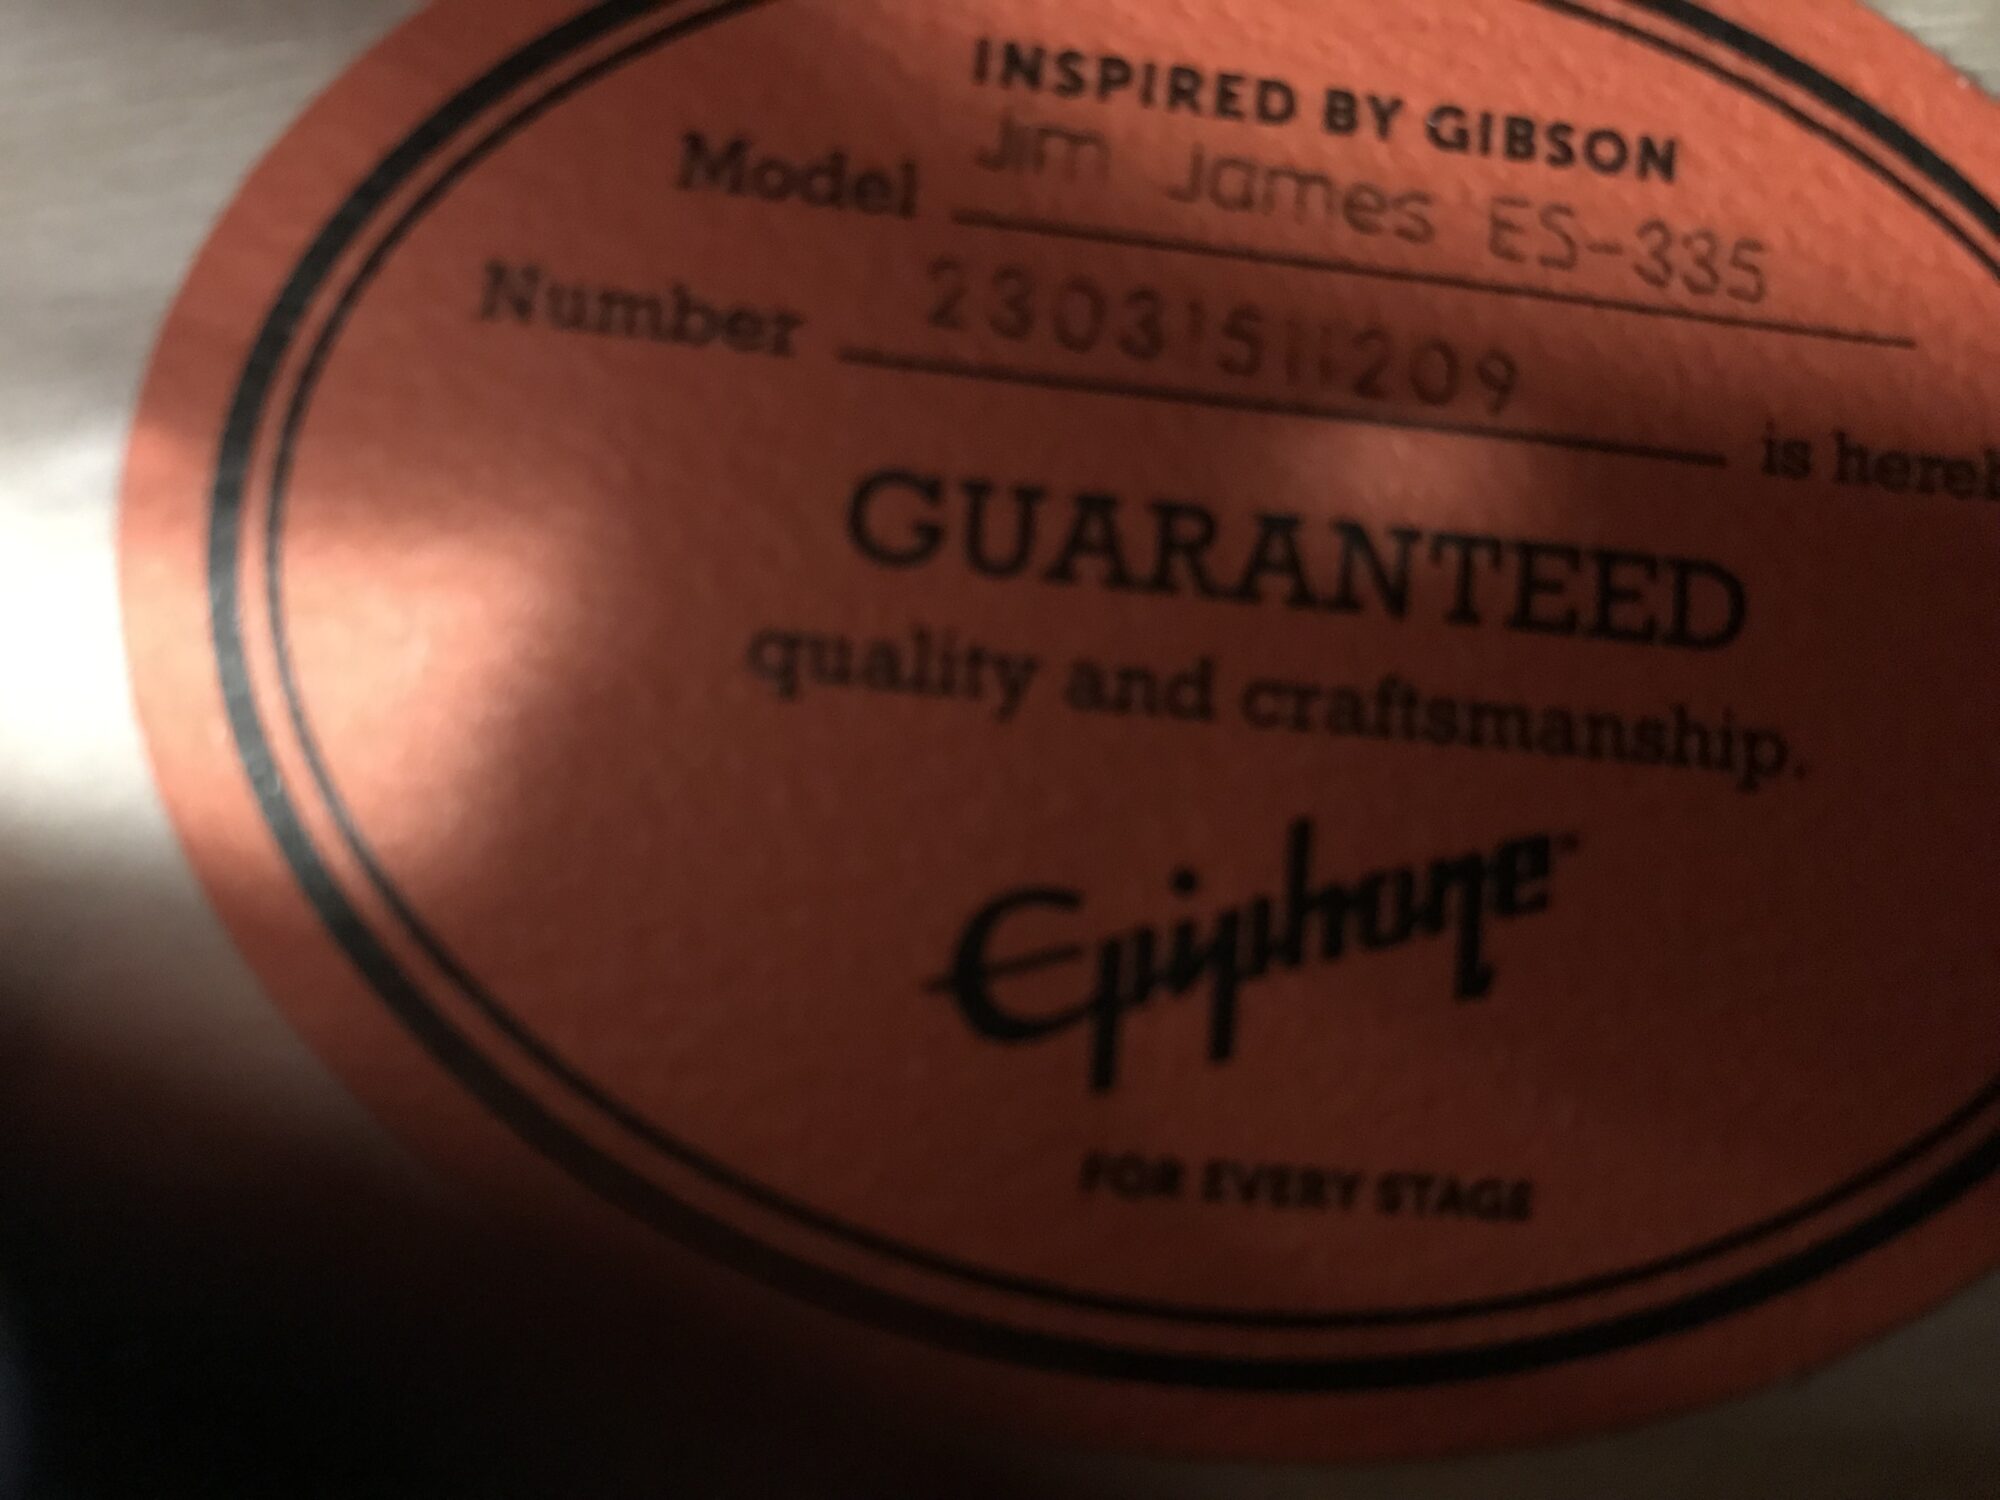 INSPIRED BY GIBSON
Model Jim James ES-335
Number 23031511209 is hereb
GUARANTEED
quality and craftsmanship.
Epiphone
FOR EVERY STAGE